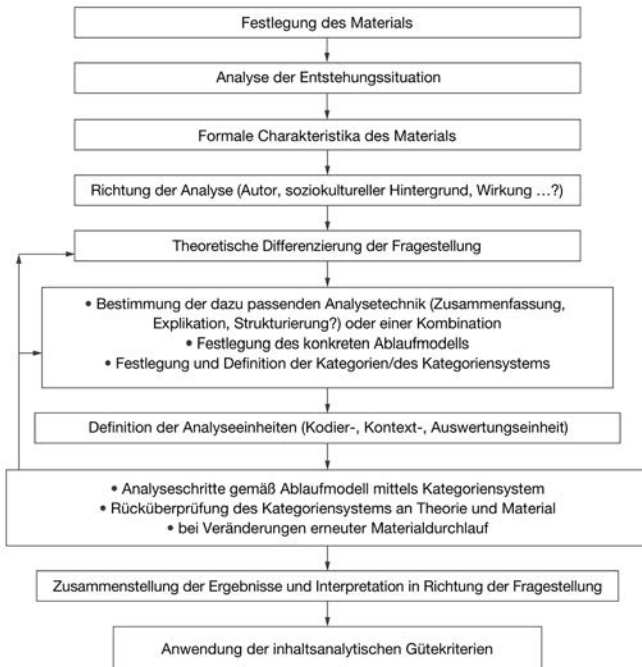 Festlegung des Materials
Analyse der Entstehungssituation
Formale Charakteristika des Materials
Richtung der Analyse (Autor, soziokultureller Hintergrund, Wirkung …?)
Theoretische Differenzierung der Fragestellung
• Bestimmung der dazu passenden Analysetechnik (Zusammenfassung,
Explikation, Strukturierung?) oder einer Kombination
• Festlegung des konkreten Ablaufmodells
• Festlegung und Definition der Kategorien/des Kategoriensystems
Definition der Analyseeinheiten (Kodier-, Kontext-, Auswertungseinheit)
• Analyseschritte gemäß Ablaufmodell mittels Kategoriensystem
• Rücküberprüfung des Kategoriensystems an Theorie und Material
• bei Veränderungen erneuter Materialdurchlauf
Zusammenstellung der Ergebnisse und Interpretation in Richtung der Fragestellung
Anwendung der inhaltsanalytischen Gütekriterien